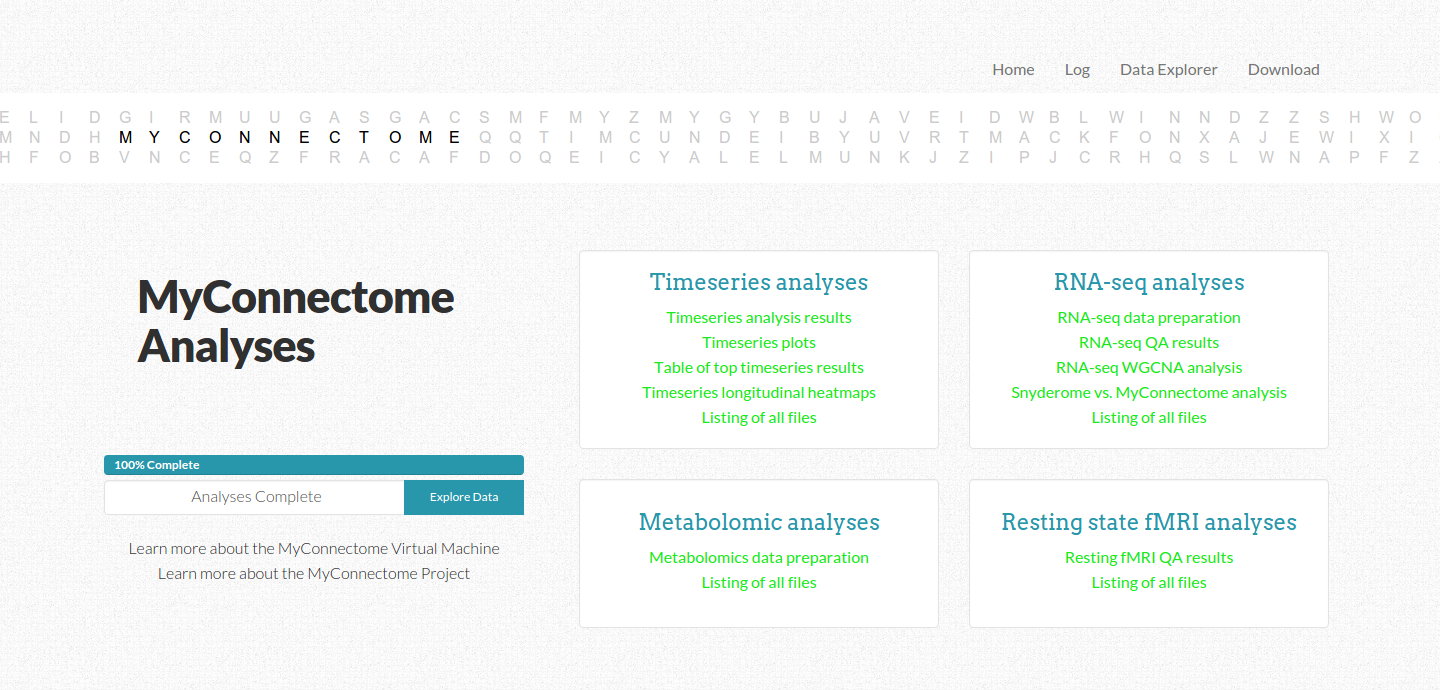 Home Log Data Explorer Download
E L I D G I R M U U G A S G A C S M F M Y Z M Y G Y B U J A V E I D W B L W I N N D Z Z S H W O
M N D H M Y C O N N E C T O M E Q Q T I M C U N D E I B Y U V R T M A C K F O N X A J E W I X I
H F O B V N C E Q Z F R A C A F D O Q E I C Y A L E L M U N K J Z I P J C R H Q S L W N A P F Z
MyConnectome
Analyses
100% Complete
Analyses Complete
Explore Data
Learn more about the MyConnectome Virtual Machine
Learn more about the MyConnectome Project
Timeseries analyses
Timeseries analysis results
Timeseries plots
Table of top timeseries results
Timeseries longitudinal heatmaps
Listing of all files
RNA-seq analyses
RNA-seq data preparation
RNA-seq QA results
RNA-seq WGCNA analysis
Snyderome vs. MyConnectome analysis
Listing of all files
Metabolomic analyses
Metabolomics data preparation
Listing of all files
Resting state fMRI analyses
Resting fMRI QA results
Listing of all files